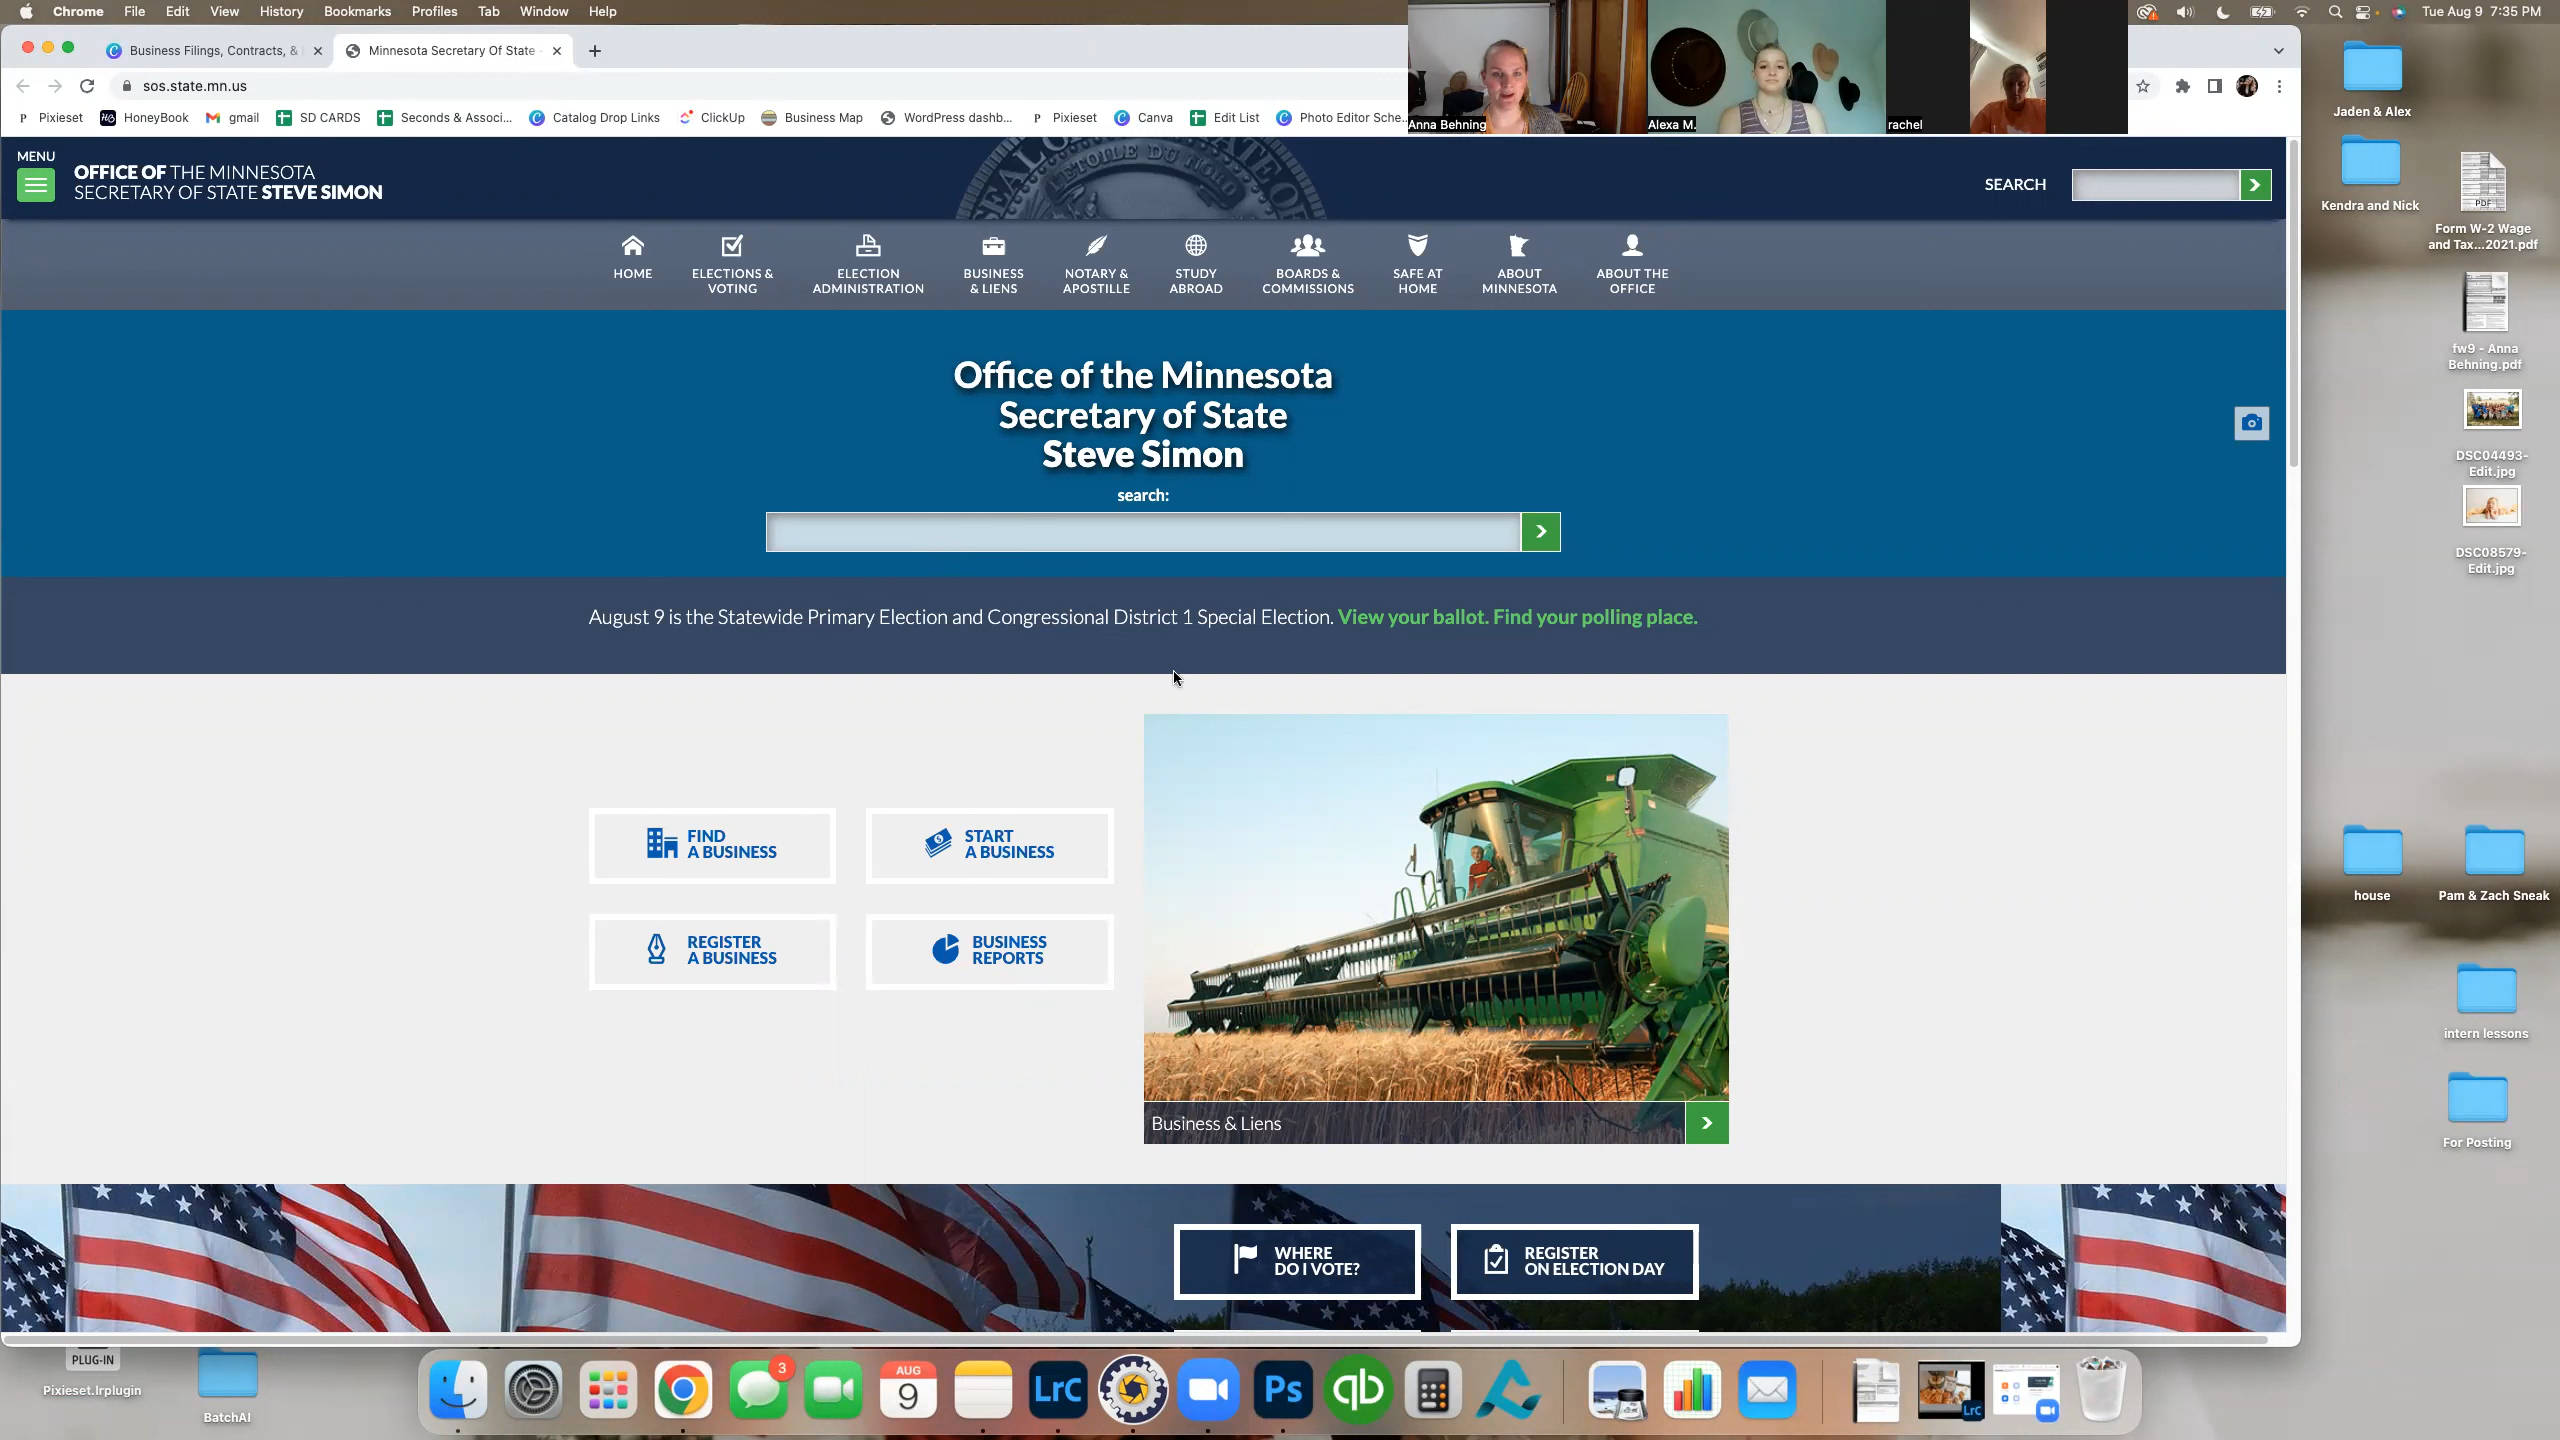 Chrome File Edit View History Bookmarks Profiles Tab Window Help
Tue Aug 9 7:35 PM
Business Filings, Contracts, &
Minnesota Secretary Of State
sos.state.mn.us
Pixieset HoneyBook gmail SD CARDS Seconds & Associ... Catalog Drop Links ClickUp Business Map WordPress dashb... Pixieset Canva Edit List Photo Editor Sche...
Anna Behning
Alexa M.
rachel
MENU
OFFICE OF THE MINNESOTA
SECRETARY OF STATE STEVE SIMON
SEARCH
HOME
ELECTIONS &
VOTING
ELECTION
ADMINISTRATION
BUSINESS
& LIENS
NOTARY &
APOSTILLE
STUDY
ABROAD
BOARDS &
COMMISSIONS
SAFE AT
HOME
ABOUT
MINNESOTA
ABOUT THE
OFFICE
Office of the Minnesota
Secretary of State
Steve Simon
search:
August 9 is the Statewide Primary Election and Congressional District 1 Special Election. View your ballot. Find your polling place.
FIND
A BUSINESS
START
A BUSINESS
REGISTER
A BUSINESS
BUSINESS
REPORTS
Business & Liens
WHERE
DO I VOTE?
REGISTER
ON ELECTION DAY
Jaden & Alex
Kendra and Nick
PDF
Form W-2 Wage
and Tax...2021.pdf
fw9 - Anna
Behning.pdf
DSC04493-
Edit.jpg
DSC08579-
Edit.jpg
house
Pam & Zach Sneak
intern lessons
For Posting
PLUG-IN
Pixieset.lrplugin
BatchAI
3
AUG
9
LrC
Ps
qb
LrC